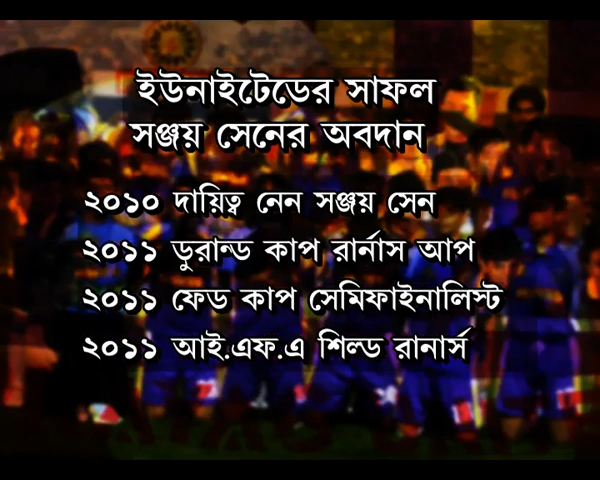 ইউনাইটেডের সাফল
সঞ্জয় সেনের অবদান
২০১০ দায়িত্ব নেন সঞ্জয় সেন
২০১১ ডুরান্ড কাপ রার্নাস আপ
২০১১ ফেড কাপ সেমিফাইনালিস্ট
২০১১ আই.এফ.এ শিল্ড রানার্স